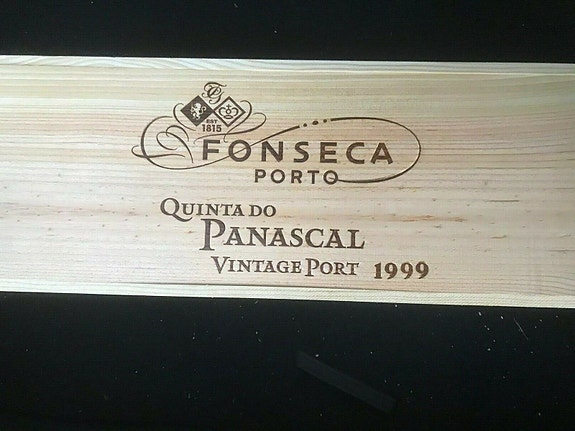 EST
1815
FONSECA
PORTO
QUINTA DO
PANASCAL
VINTAGE PORT 1999